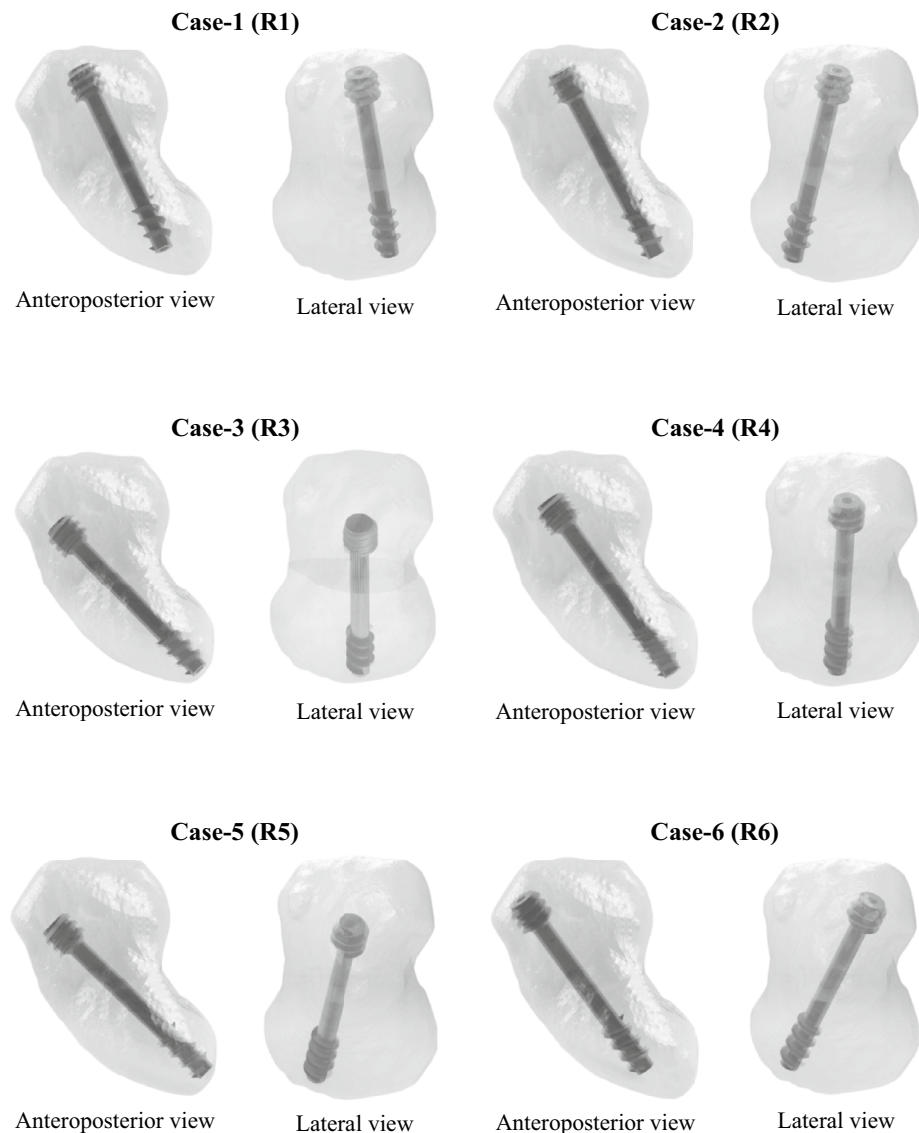 Case-1 (R1)
Case-2 (R2)
Anteroposterior view
Lateral view
Anteroposterior view
Lateral view
Case-3 (R3)
Case-4 (R4)
Anteroposterior view
Lateral view
Anteroposterior view
Lateral view
Case-5 (R5)
Case-6 (R6)
Anteroposterior view
Lateral view
Anteroposterior view
Lateral view